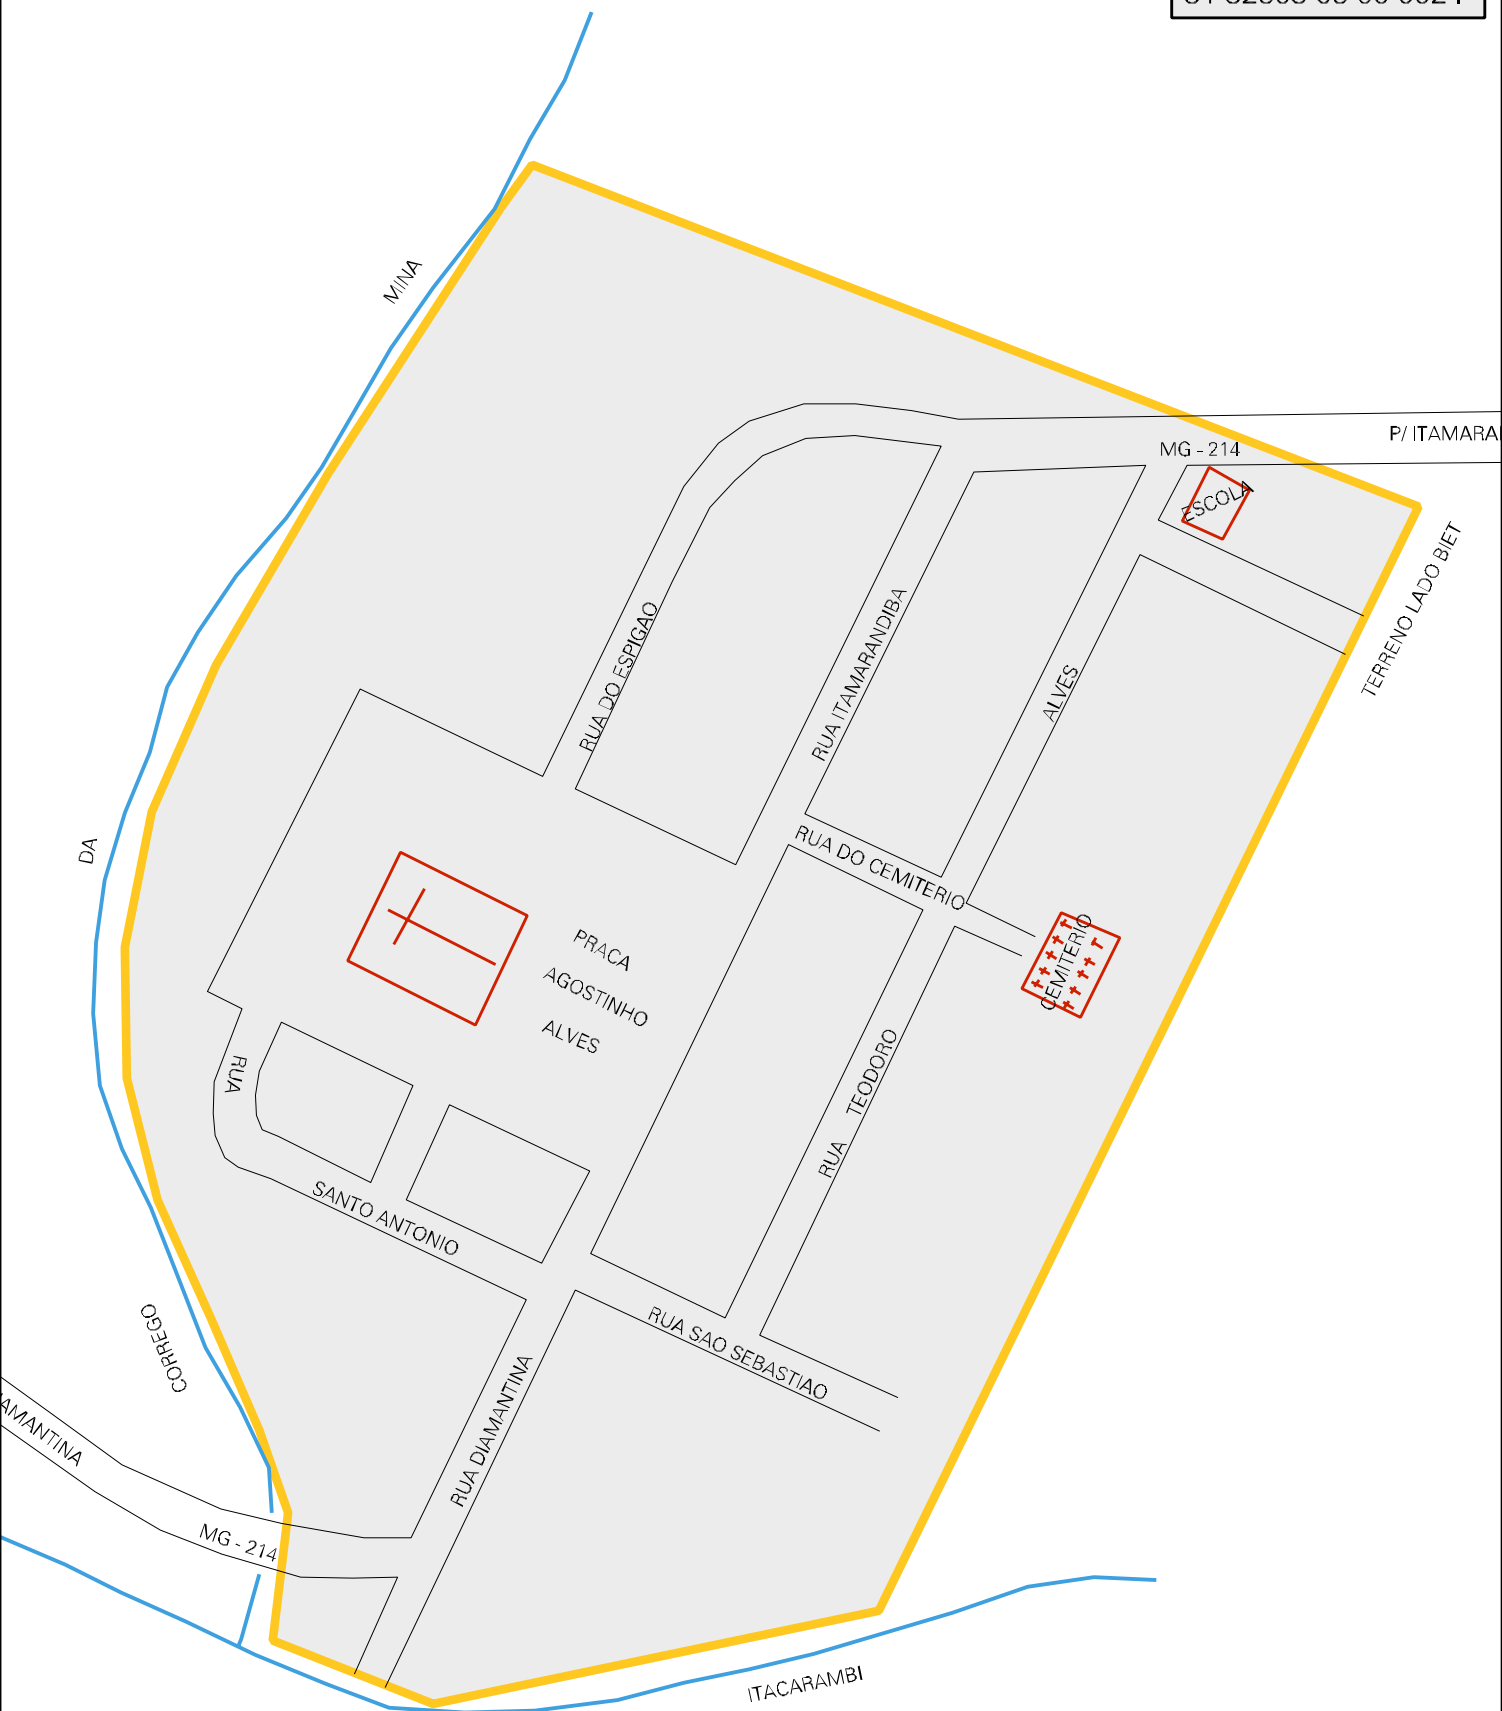 MINA
P/ ITAMARA
MG - 214
ESCOLA
TERRENO LADO BIET
RUA DO ESPIGAO
RUA ITAMARANDIBA
ALVES
DA
RUA DO CEMITERIO
CEMITERIO
PRACA
AGOSTINHO
ALVES
RUA
TEODORO
RUA
SANTO ANTONIO
CORREGO
RUA SAO SEBASTIAO
RUA DIAMANTINA
AMANTINA
MG - 214
ITACARAMBI